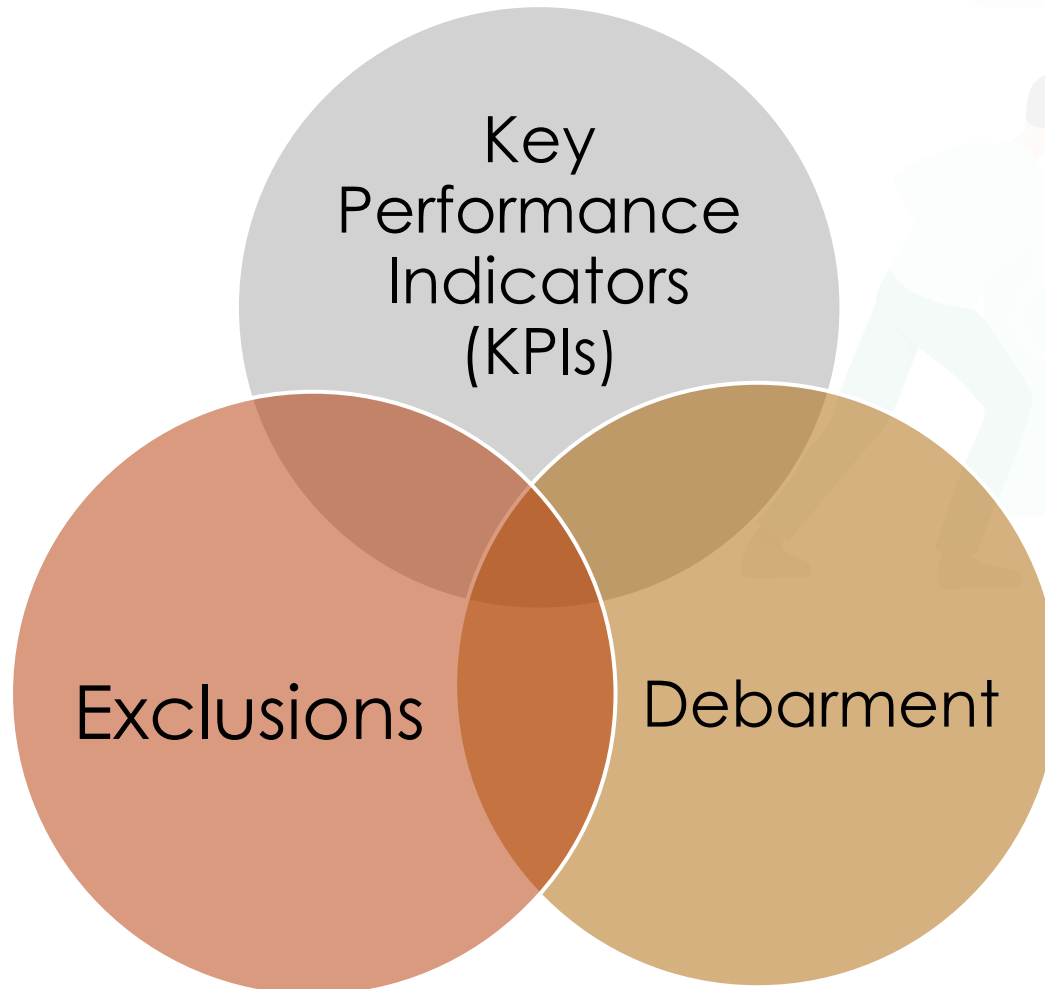 Key
Performance
Indicators
(KPIs)
Exclusions
Debarment